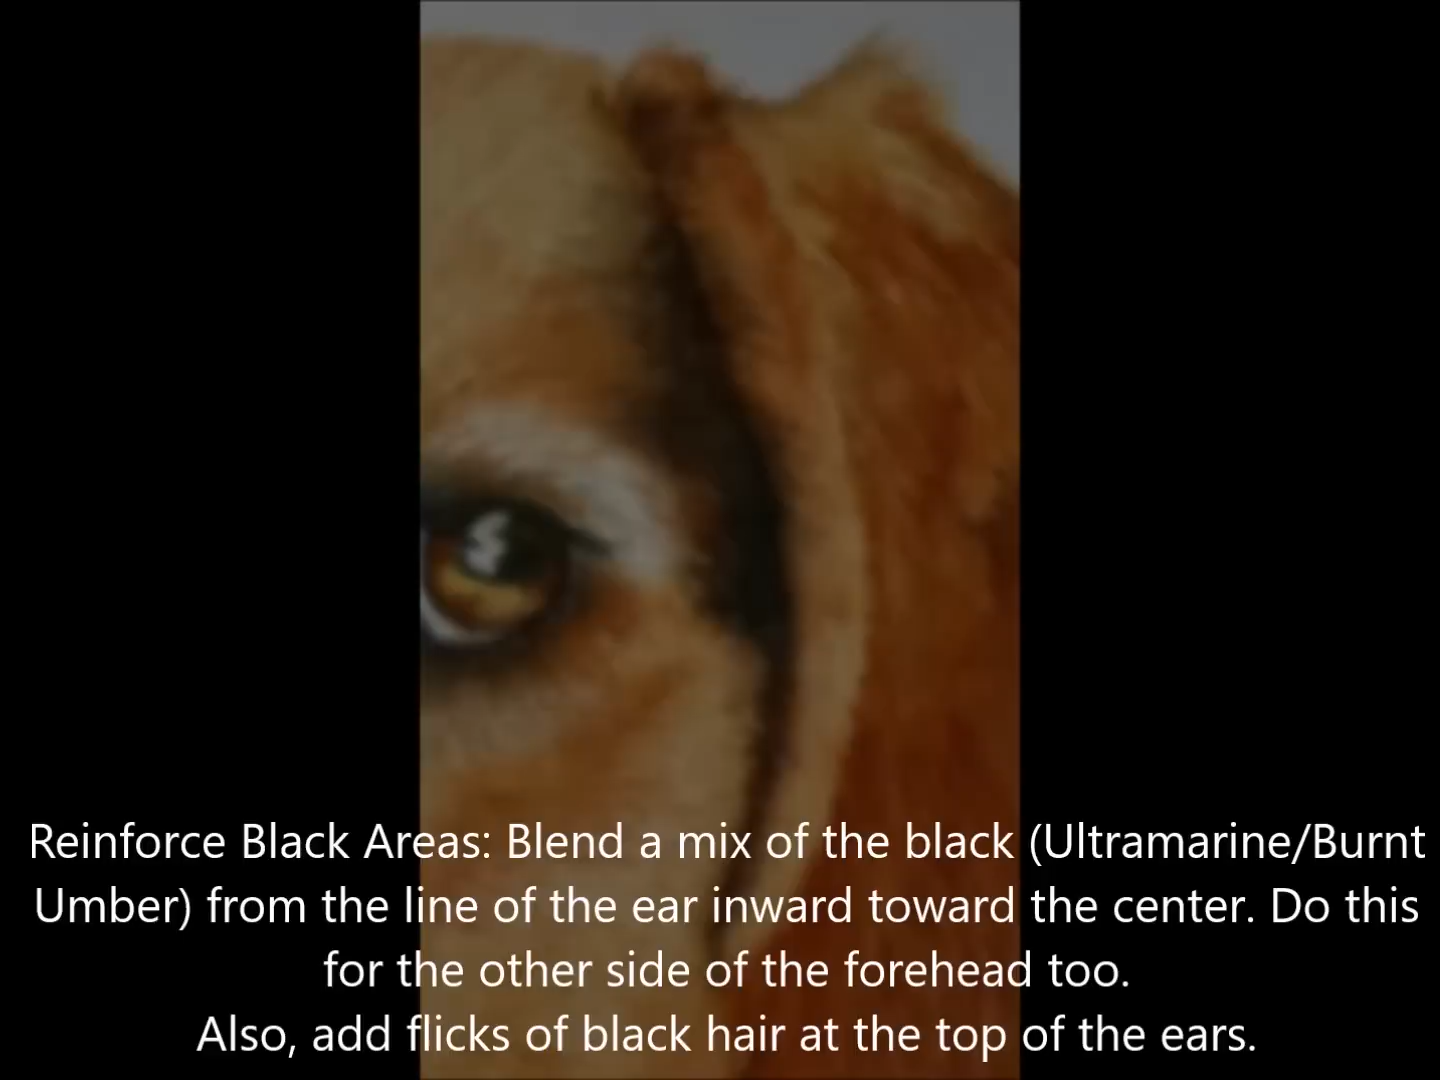 Reinforce Black Areas: Blend a mix of the black (Ultramarine/Burnt
Umber) from the line of the ear inward toward the center. Do this
for the other side of the forehead too.
Also, add flicks of black hair at the top of the ears.